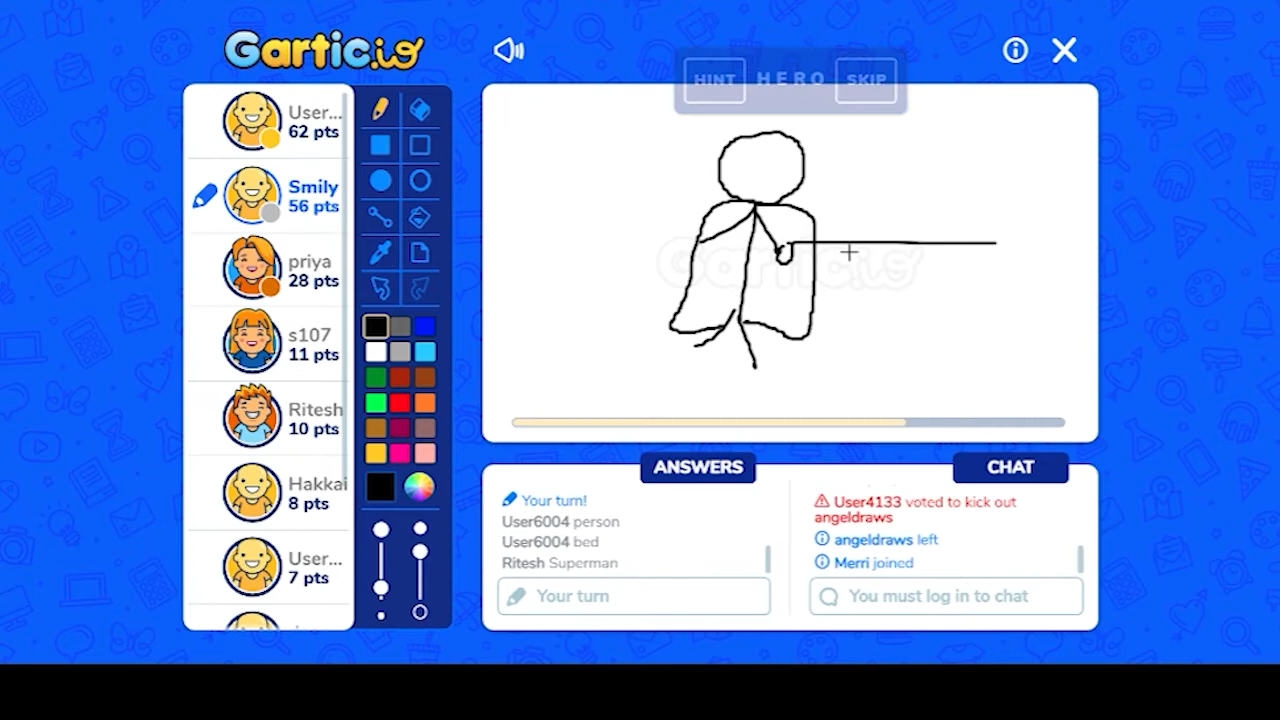 Gartic.io
HINT HERO SKIP
User...
62 pts
Smily
56 pts
priya
28 pts
s107
11 pts
Ritesh
10 pts
Hakkai
8 pts
User...
7 pts
Gartic.io
ANSWERS
Your turn!
User6004 person
User6004 bed
Ritesh Superman
Your turn
CHAT
User4133 voted to kick out
angeldraws
angeldraws left
Merri joined
You must log in to chat